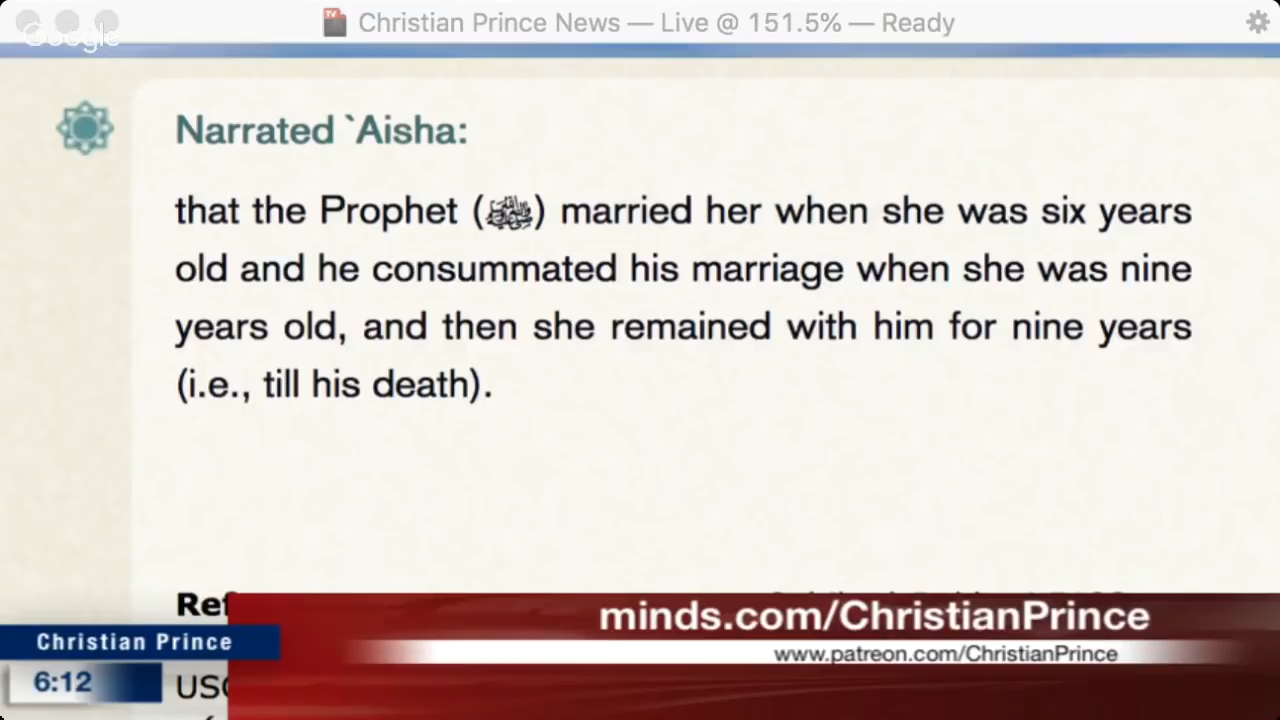 Christian Prince News — Live @ 151.5% — Ready
Google
Narrated `Aisha:
that the Prophet (ﷺ) married her when she was six years
old and he consummated his marriage when she was nine
years old, and then she remained with him for nine years
(i.e., till his death).
minds.com/ChristianPrince
www.patreon.com/ChristianPrince
Christian Prince
6:12